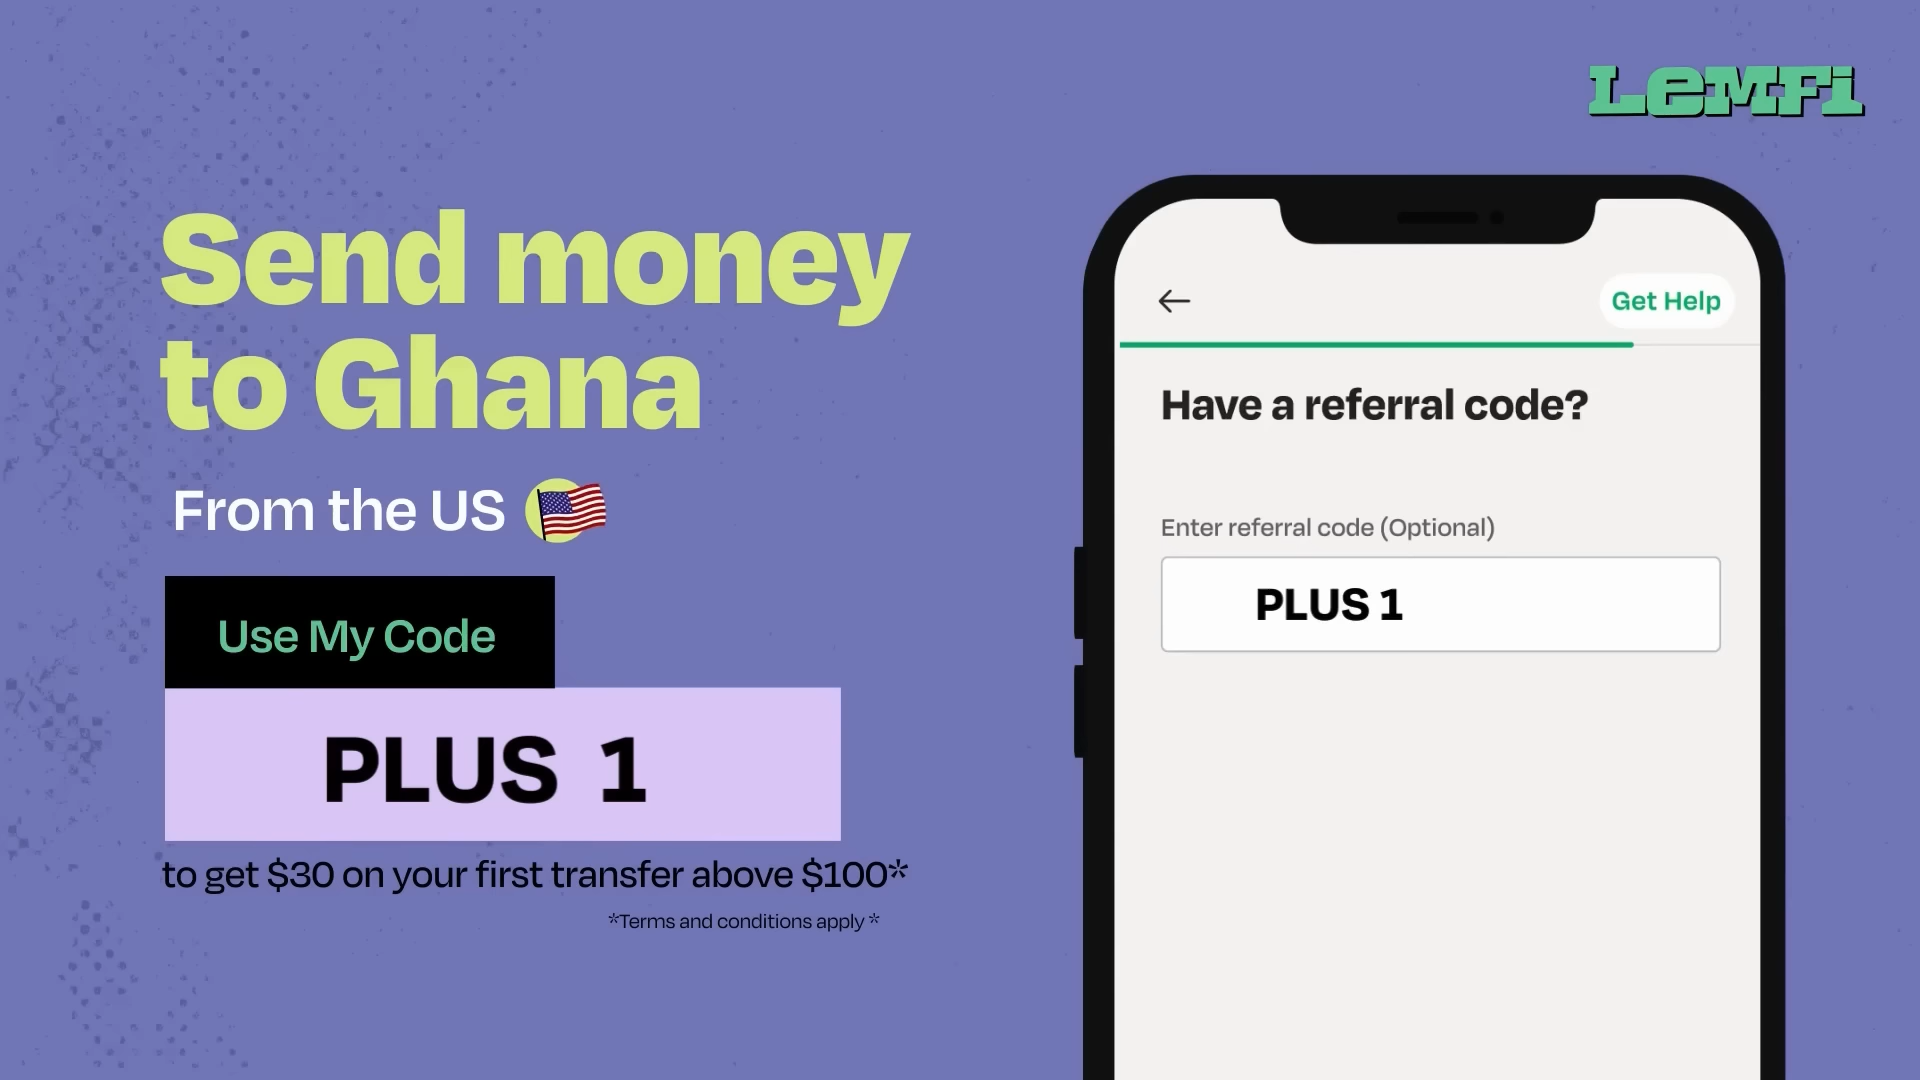 LeMFi
Send money
to Ghana
From the US
Use My Code
PLUS 1
to get $30 on your first transfer above $100*
*Terms and conditions apply *
Get Help
Have a referral code?
Enter referral code (Optional)
PLUS 1